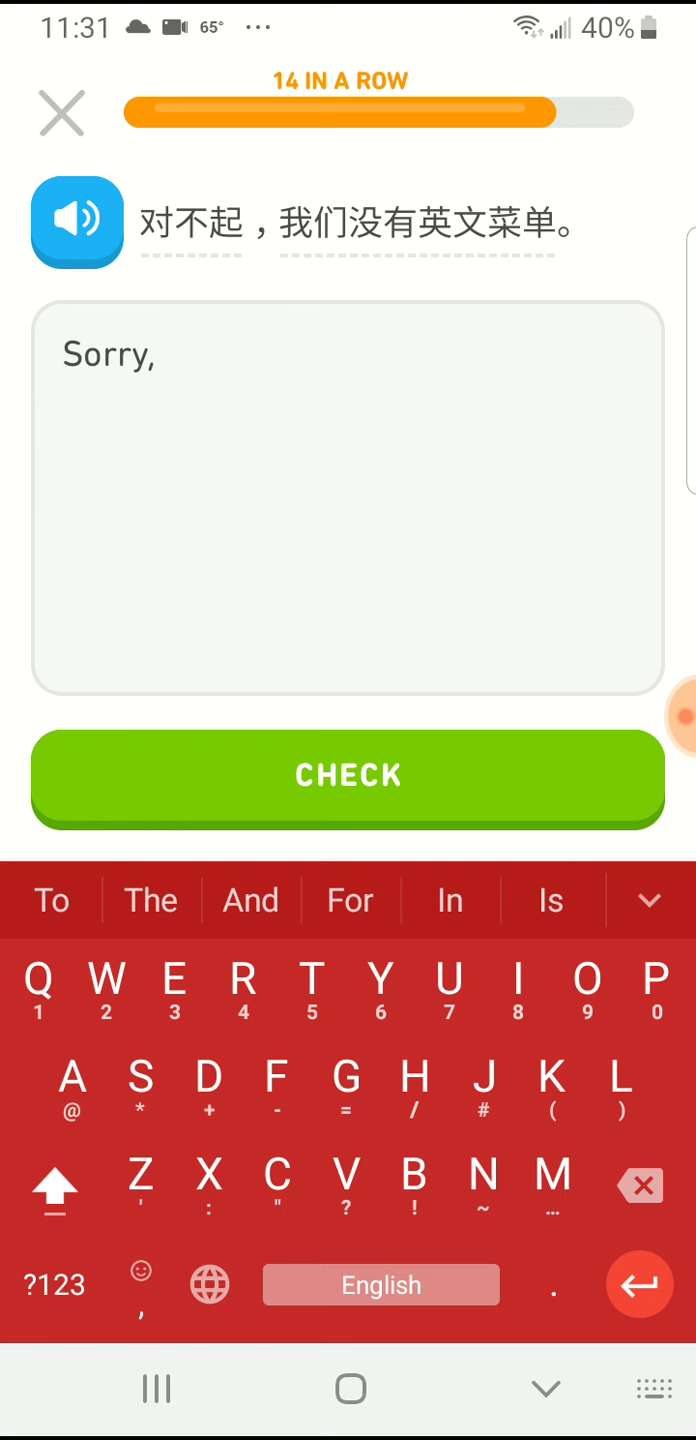 11:31 65° ... 40%
14 IN A ROW
对不起，我们没有英文菜单。
Sorry,
CHECK
To The And For In Is
Q W E R T Y U I O P
1 2 3 4 5 6 7 8 9 0
A S D F G H J K L
@ * + - = / # ( )
Z X C V B N M
' : " ? ! ~ …
?123 English .
,